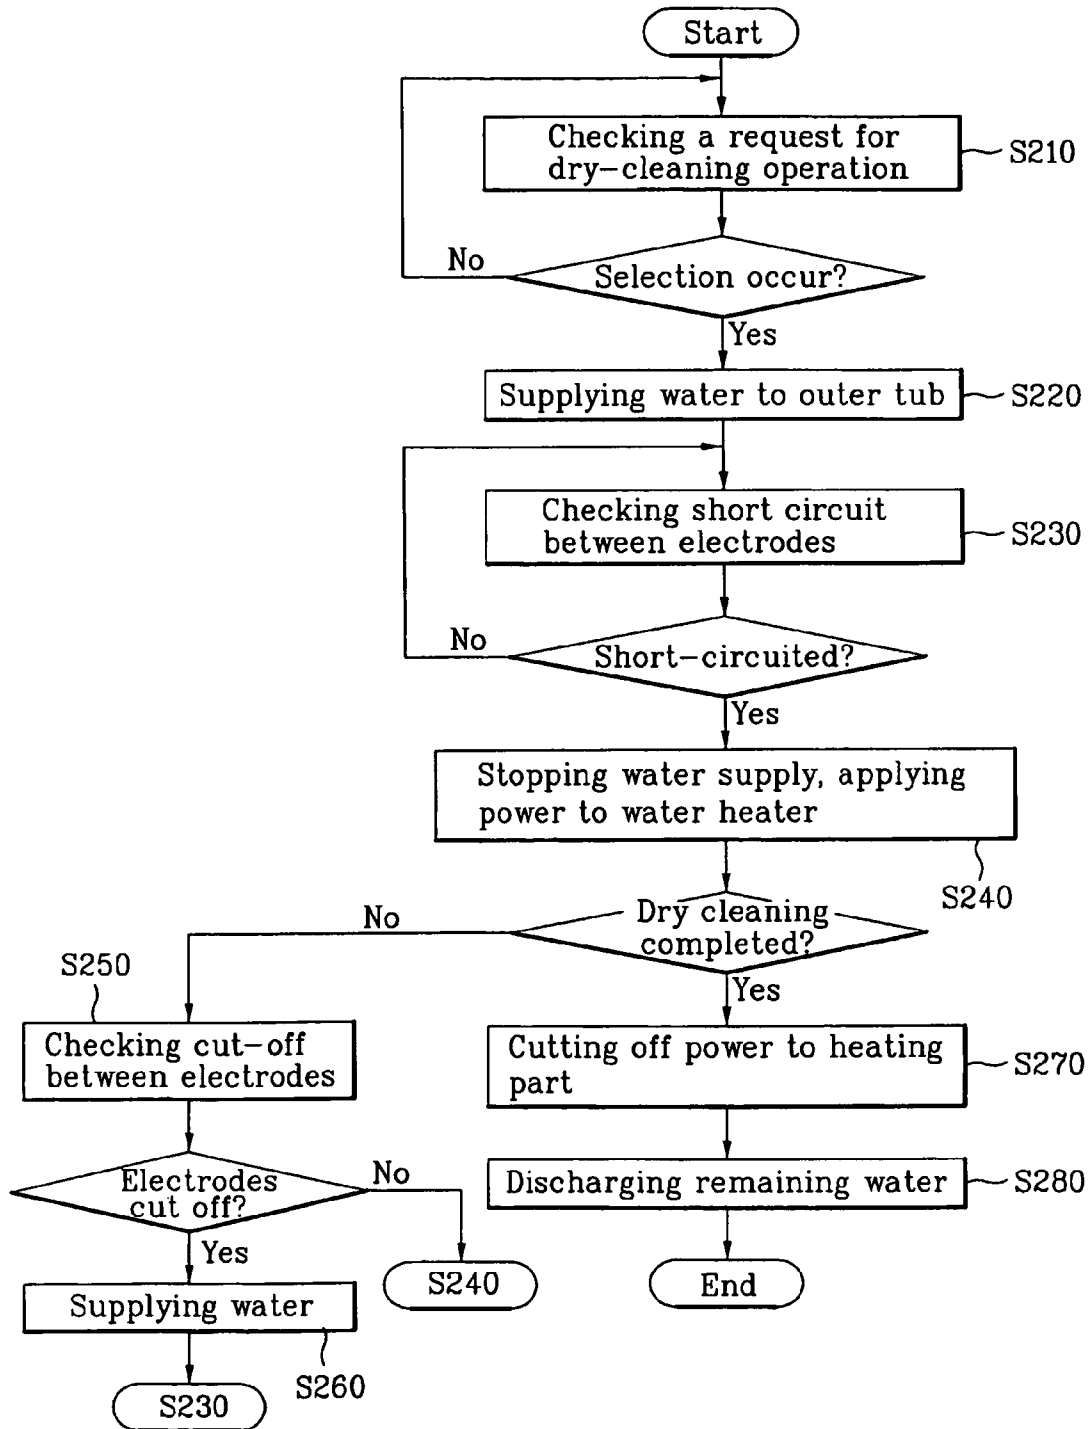 Start
Checking a request for
dry-cleaning operation
S210
No
Selection occur?
Yes
Supplying water to outer tub
S220
Checking short circuit
between electrodes
S230
No
Short-circuited?
Yes
Stopping water supply, applying
power to water heater
S240
No
Dry cleaning
completed?
Yes
S250
Checking cut-off
between electrodes
Cutting off power to heating
part
S270
Electrodes
cut off?
No
Yes
Discharging remaining water
S280
S240
End
Supplying water
S260
S230